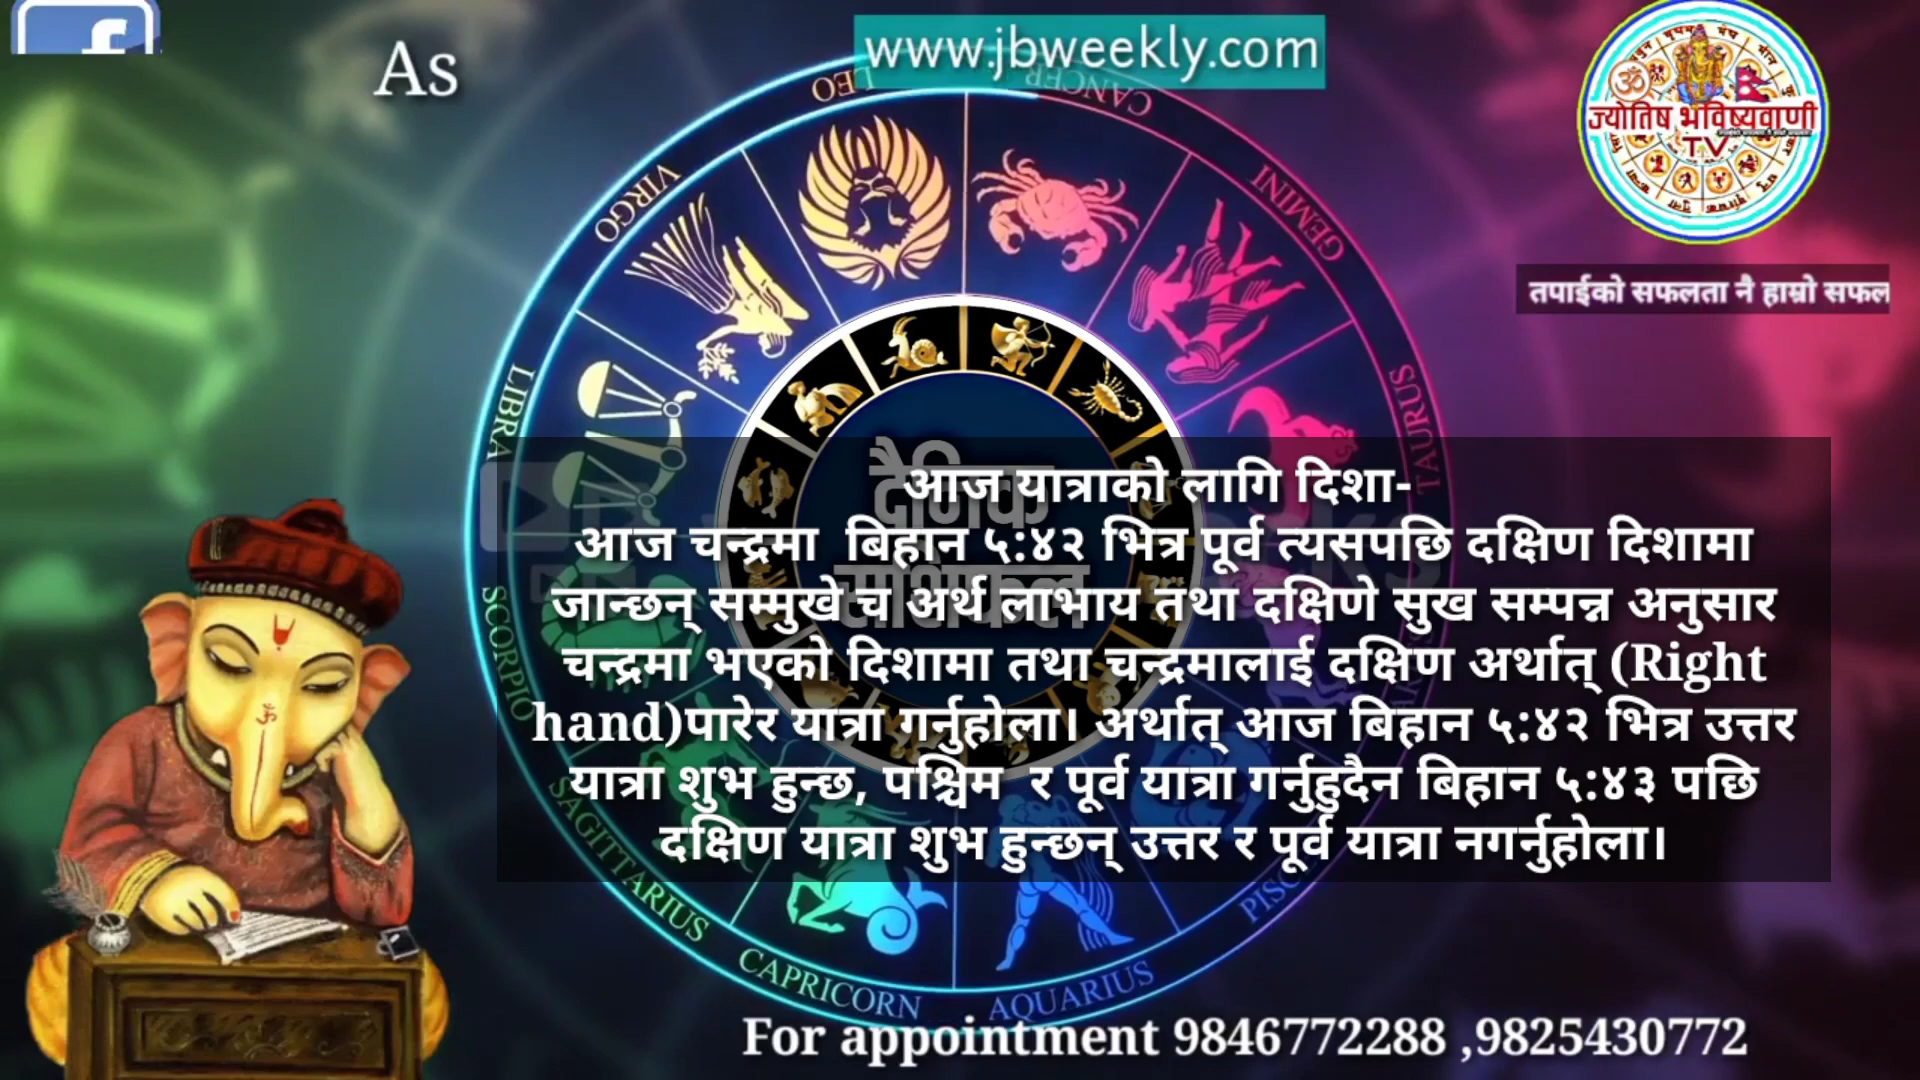 As
www.jbweekly.com
ज्योतिष भविष्यवाणी
TV
तपाईको सफलता नै हाम्रो सफल
LEO
CANCER
VIRGO
GEMINI
LIBRA
TAURUS
SCORPIO
SAGITTARIUS
CAPRICORN
AQUARIUS
दैनिक
राशिफल
आज यात्राको लागि दिशा-
आज चन्द्रमा बिहान ५:४२ भित्र पूर्व त्यसपछि दक्षिण दिशामा
जान्छन् सम्मुखे च अर्थ लाभाय तथा दक्षिणे सुख सम्पन्न अनुसार
चन्द्रमा भएको दिशामा तथा चन्द्रमालाई दक्षिण अर्थात् (Right
hand)पारेर यात्रा गर्नुहोला। अर्थात् आज बिहान ५:४२ भित्र उत्तर
यात्रा शुभ हुन्छ, पश्चिम र पूर्व यात्रा गर्नुहुदैन बिहान ५:४३ पछि
दक्षिण यात्रा शुभ हुन्छन् उत्तर र पूर्व यात्रा नगर्नुहोला।
For appointment 9846772288 ,9825430772